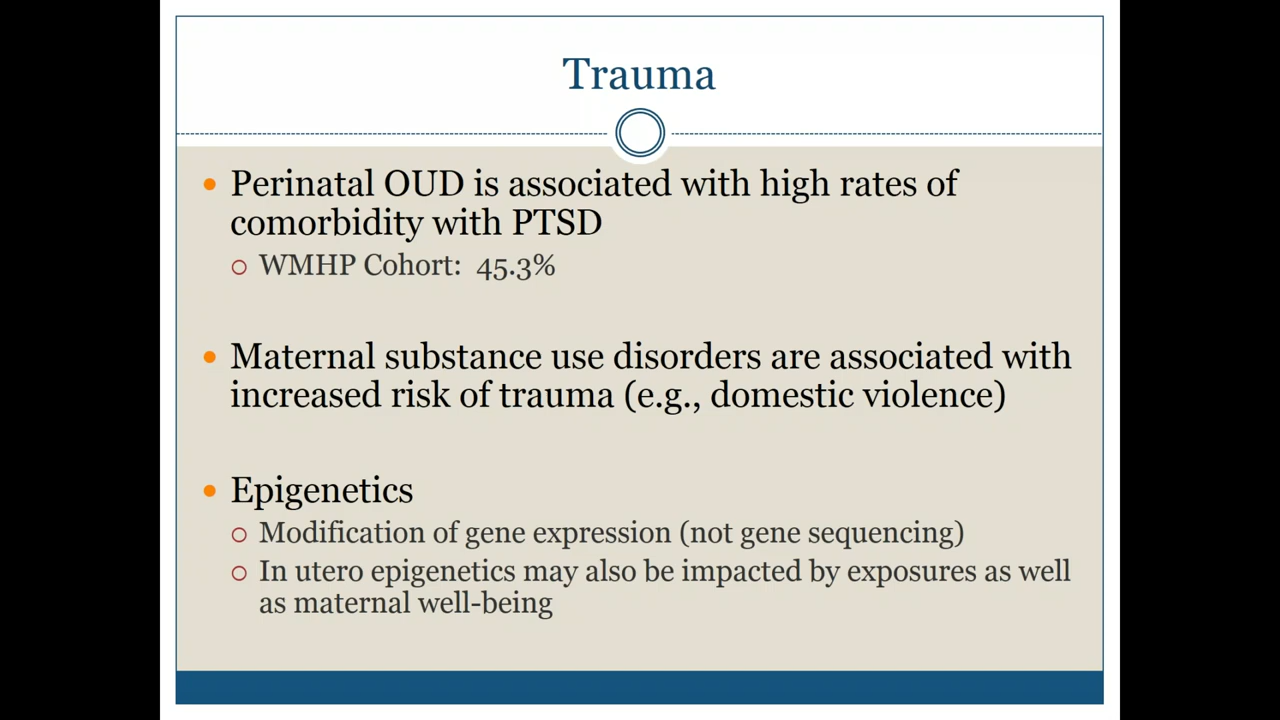 Trauma
Perinatal OUD is associated with high rates of
comorbidity with PTSD
WMHP Cohort: 45.3%
Maternal substance use disorders are associated with
increased risk of trauma (e.g., domestic violence)
Epigenetics
Modification of gene expression (not gene sequencing)
In utero epigenetics may also be impacted by exposures as well
as maternal well-being